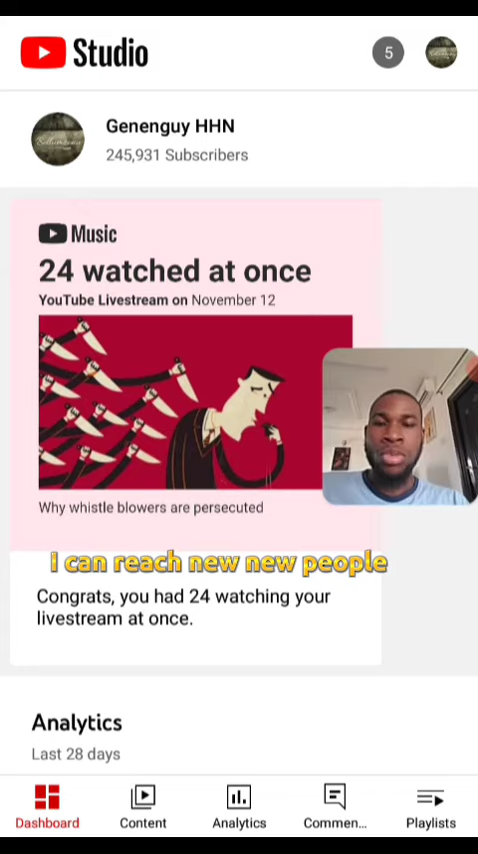 Studio
5
Genenguy HHN
245,931 Subscribers
Music
24 watched at once
YouTube Livestream on November 12
Why whistle blowers are persecuted
I can reach new new people
Congrats, you had 24 watching your
livestream at once.
Analytics
Last 28 days
Dashboard
Content
Analytics
Commen...
Playlists